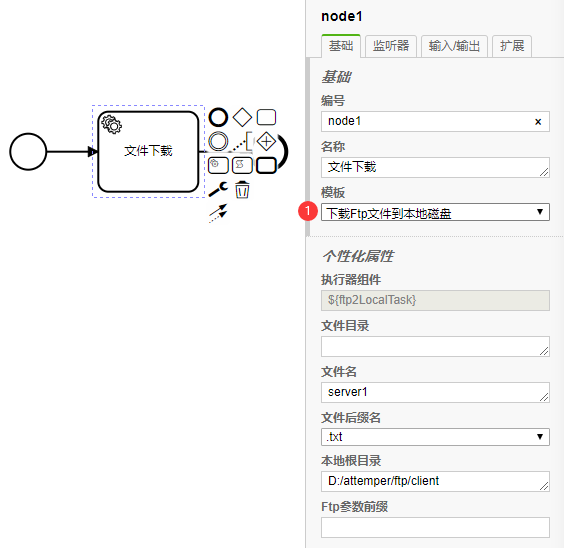 文件下载
node1
基础 监听器 输入/输出 扩展
基础
编号
node1 ×
名称
文件下载
模板
1 下载Ftp文件到本地磁盘
个性化属性
执行器组件
${ftp2LocalTask}
文件目录
文件名
server1
文件后缀名
.txt
本地根目录
D:/attemper/ftp/client
Ftp参数前缀